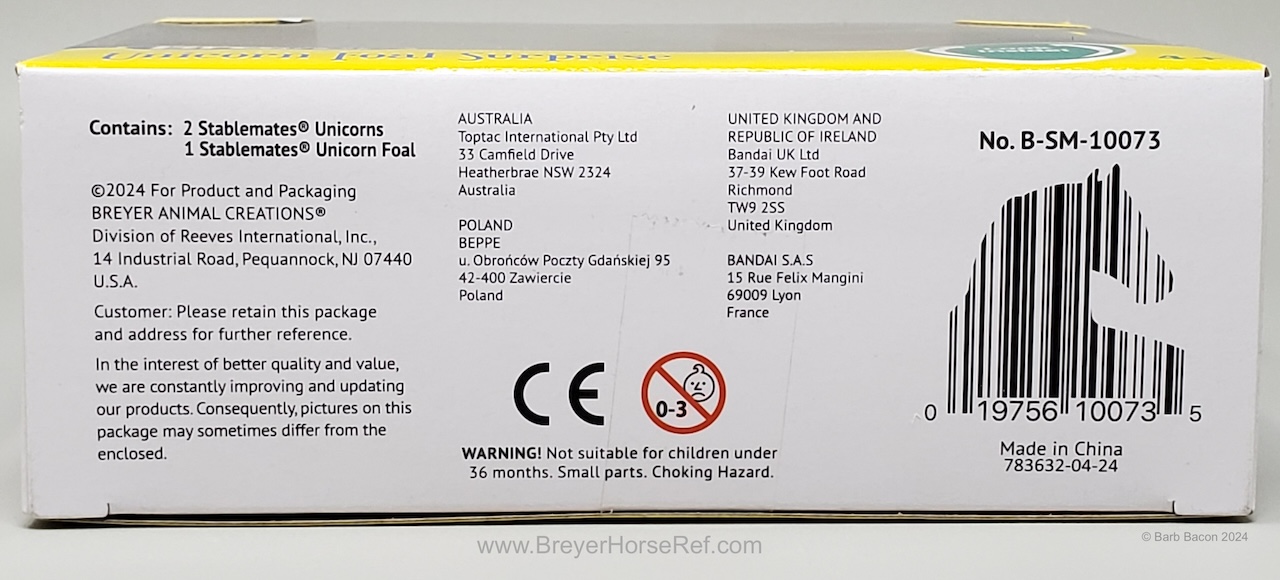 Unicorn Foal Surprise
4+
Contains: 2 Stablemates® Unicorns
1 Stablemates® Unicorn Foal
©2024 For Product and Packaging
BREYER ANIMAL CREATIONS®
Division of Reeves International, Inc.,
14 Industrial Road, Pequannock, NJ 07440
U.S.A.
Customer: Please retain this package
and address for further reference.
In the interest of better quality and value,
we are constantly improving and updating
our products. Consequently, pictures on this
package may sometimes differ from the
enclosed.
AUSTRALIA
Toptac International Pty Ltd
33 Camfield Drive
Heatherbrae NSW 2324
Australia
POLAND
BEPPE
u. Obrońców Poczty Gdańskiej 95
42-400 Zawiercie
Poland
UNITED KINGDOM AND
REPUBLIC OF IRELAND
Bandai UK Ltd
37-39 Kew Foot Road
Richmond
TW9 2SS
United Kingdom
BANDAI S.A.S
15 Rue Felix Mangini
69009 Lyon
France
CE
0-3
WARNING! Not suitable for children under
36 months. Small parts. Choking Hazard.
No. B-SM-10073
0 19756 10073 5
Made in China
783632-04-24
www.BreyerHorseRef.com
© Barb Bacon 2024